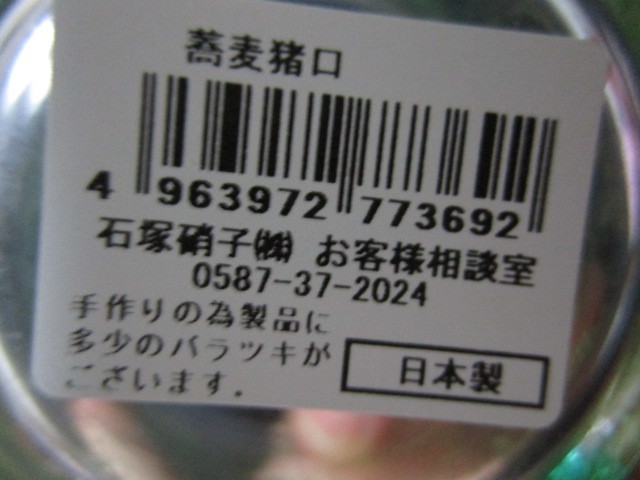 蕎麦猪口
4 963972 773692
石塚硝子㈱ お客様相談室
0587-37-2024
手作りの為製品に
多少のバラツキが
ございます.
日本製